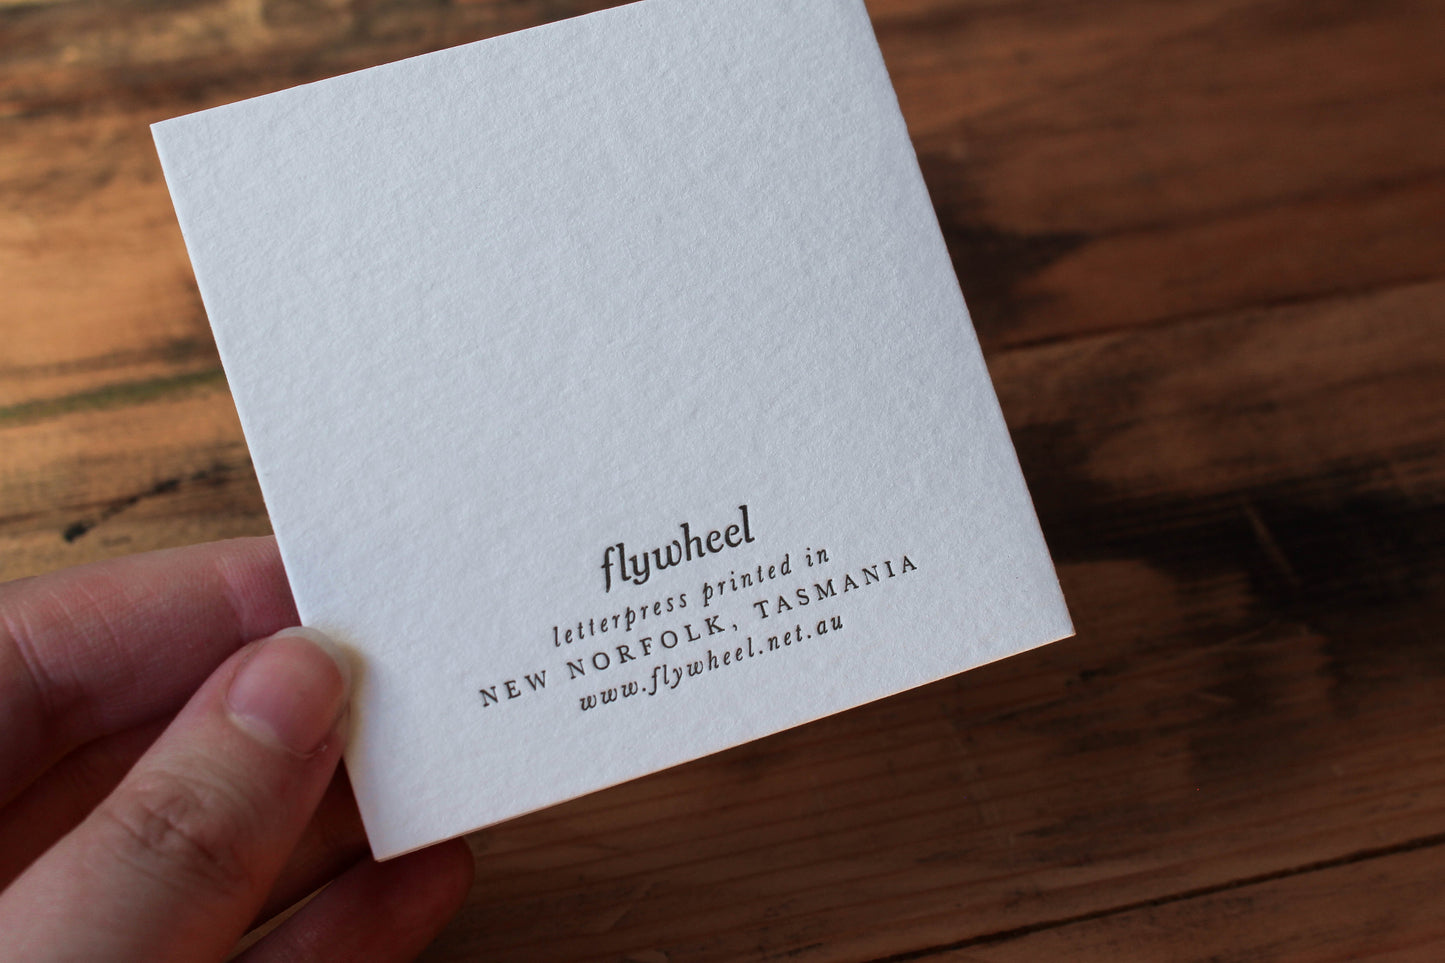 flywheel
letterpress printed in
NEW NORFOLK, TASMANIA
www.flywheel.net.au